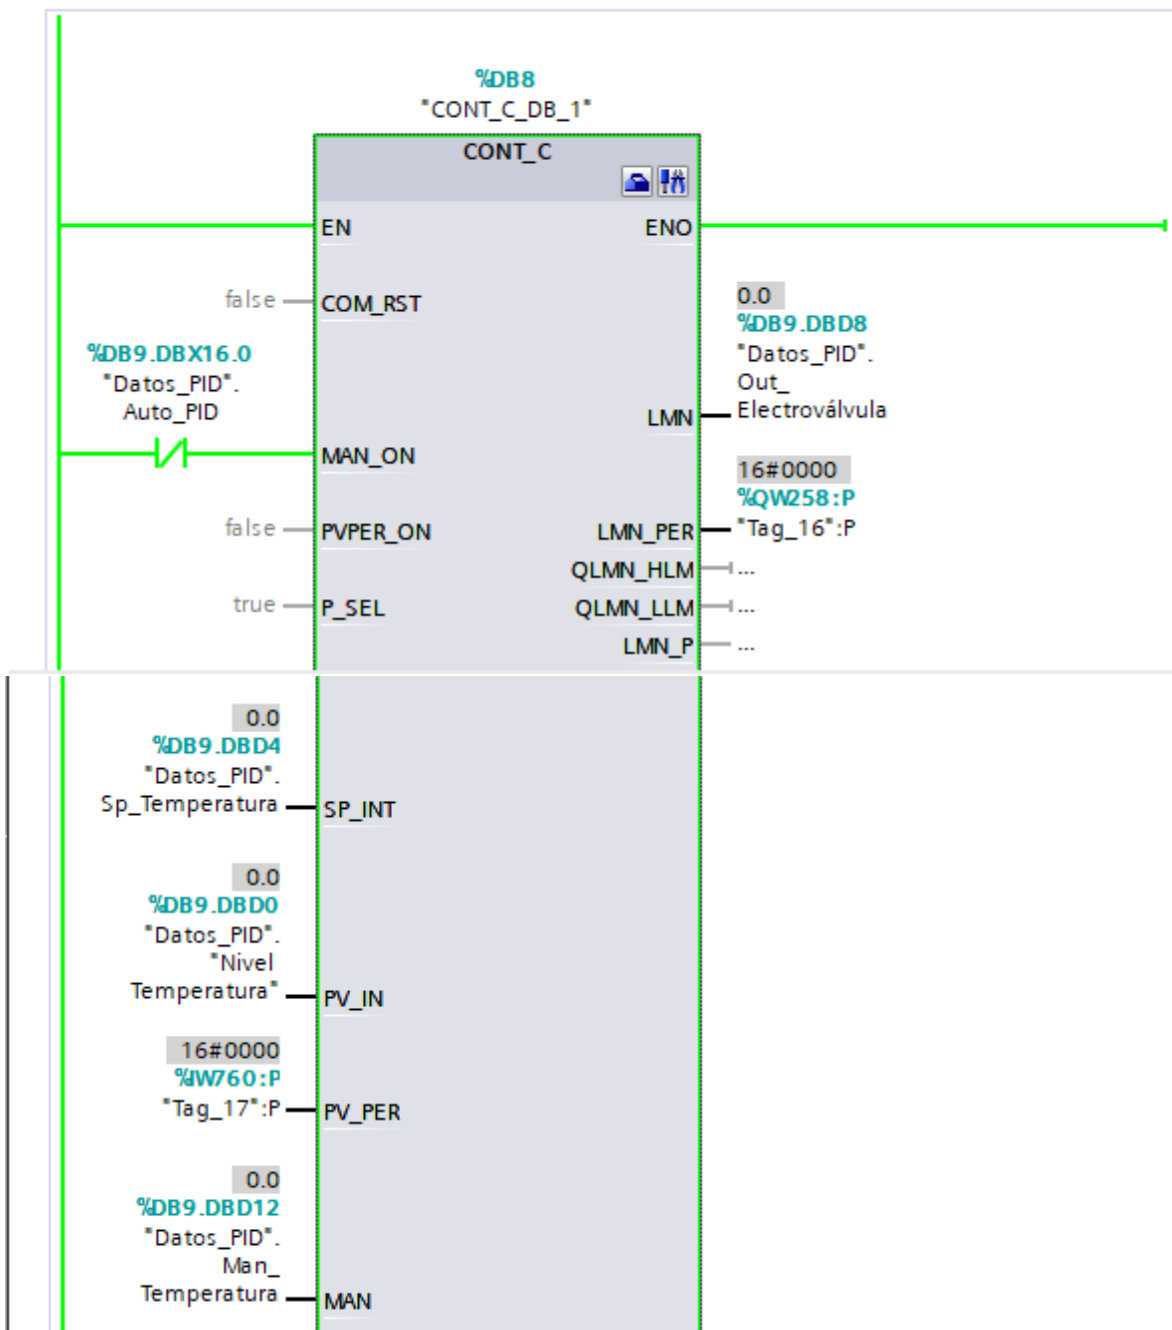 %DB8
"CONT_C_DB_1"
CONT_C
EN
ENO
false
COM_RST
0.0
%DB9.DBD8
"Datos_PID".
Out_
Electroválvula
LMN
%DB9.DBX16.0
"Datos_PID".
Auto_PID
MAN_ON
16#0000
%QW258:P
"Tag_16":P
false
PVPER_ON
LMN_PER
QLMN_HLM
...
true
P_SEL
QLMN_LLM
...
LMN_P
...
0.0
%DB9.DBD4
"Datos_PID".
Sp_Temperatura
SP_INT
0.0
%DB9.DBD0
"Datos_PID".
"Nivel
Temperatura"
PV_IN
16#0000
%IW760:P
"Tag_17":P
PV_PER
0.0
%DB9.DBD12
"Datos_PID".
Man_
Temperatura
MAN